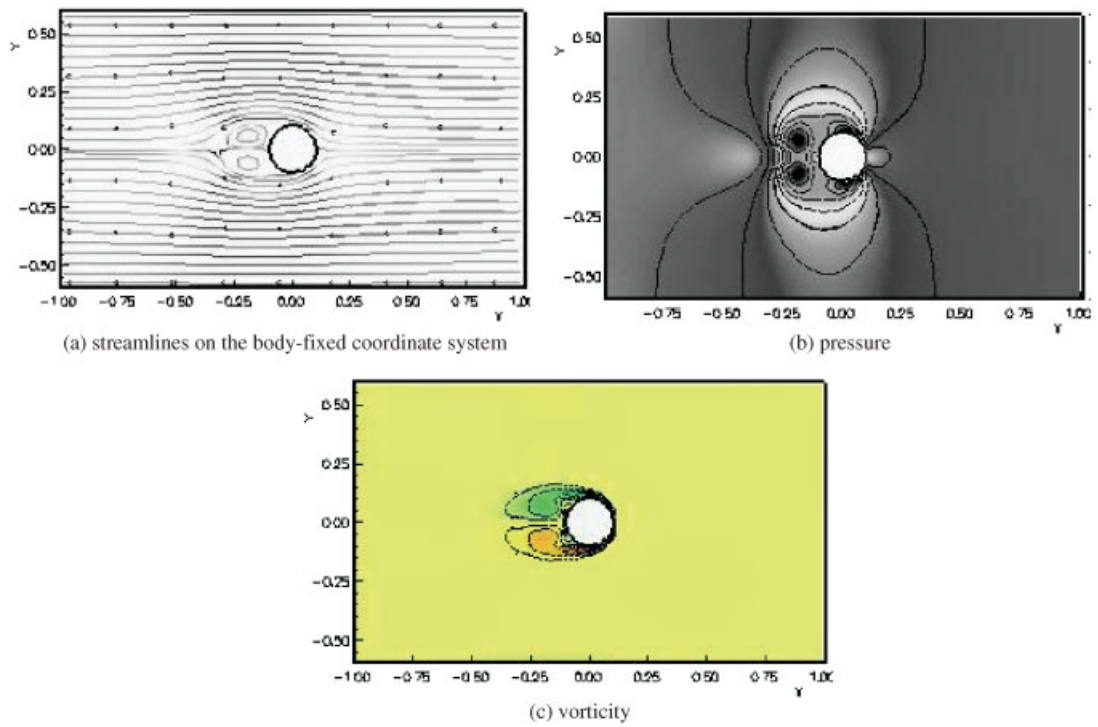 Y
0.50
0.25
0.00
-0.25
-0.50
-1.00 -0.75 -0.50 -0.25 0.00 0.25 0.50 0.75
Y
(a) streamlines on the body-fixed coordinate system
Y
0.50
0.25
0.00
-0.25
-0.50
-0.75 -0.50 -0.25 0.00 0.25 0.50 0.75 1.00
Y
(b) pressure
Y
0.50
0.25
0.00
-0.25
-0.50
-1.00 -0.75 -0.50 -0.25 0.00 0.25 0.50 0.75 1.00
Y
(c) vorticity